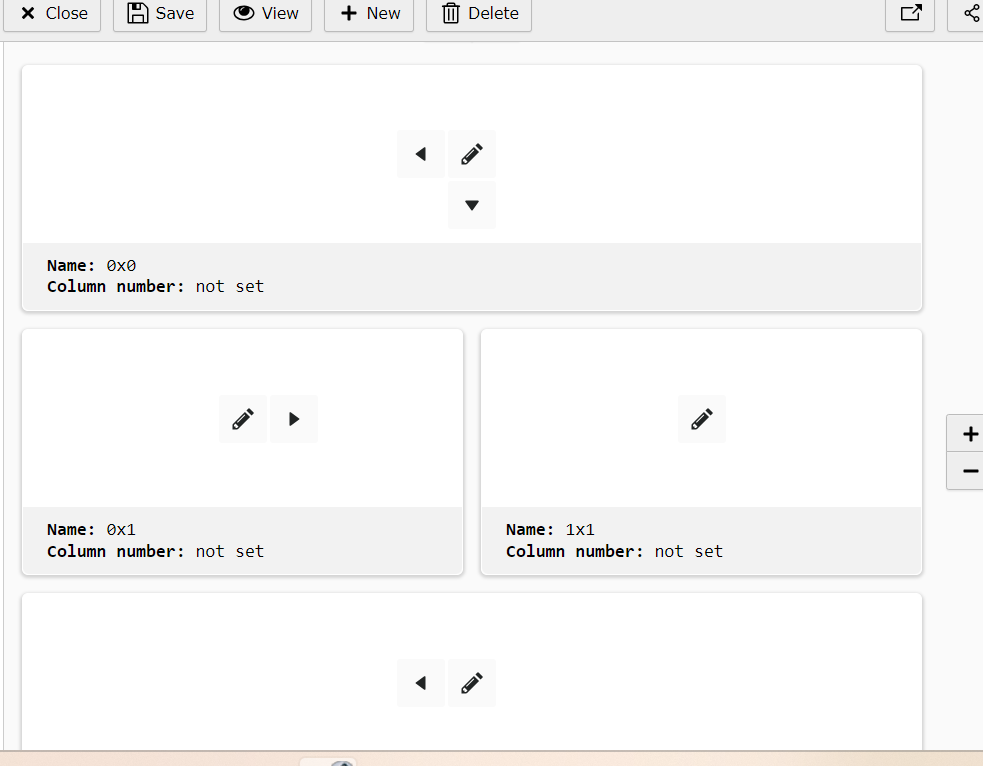 Close Save View New Delete
Name: 0x0
Column number: not set
Name: 0x1
Column number: not set
Name: 1x1
Column number: not set